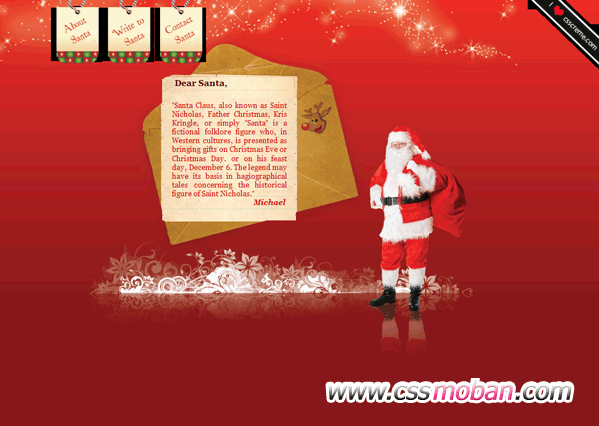 About
Santa
Write to
Santa
Contact
Santa
I ♥ csscreme.com
Dear Santa,
"Santa Claus, also known as Saint
Nicholas, Father Christmas, Kris
Kringle, or simply "Santa" is a
fictional folklore figure who, in
Western cultures, is presented as
bringing gifts on Christmas Eve or
Christmas Day. or on his feast
day, December 6. The legend may
have its basis in hagiographical
tales concerning the historical
figure of Saint Nicholas."
Michael
www.cssmoban.com